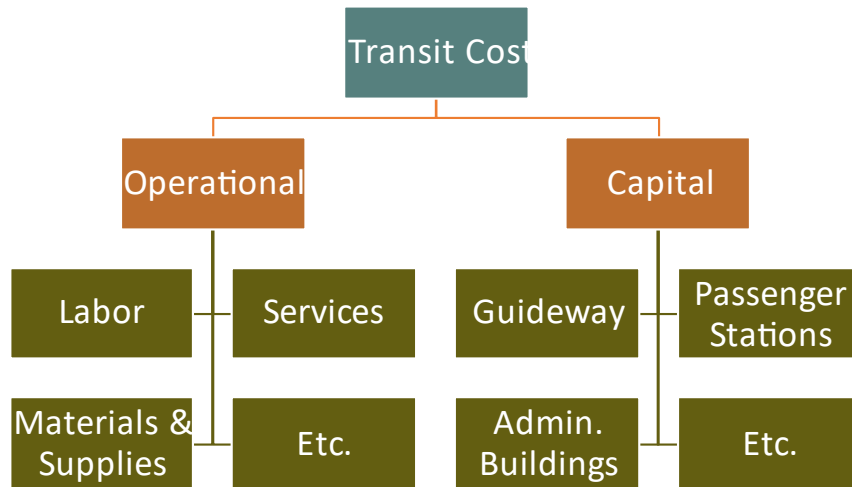 Transit Cost
Operational
Capital
Labor
Services
Guideway
Passenger
Stations
Materials &
Supplies
Etc.
Admin.
Buildings
Etc.